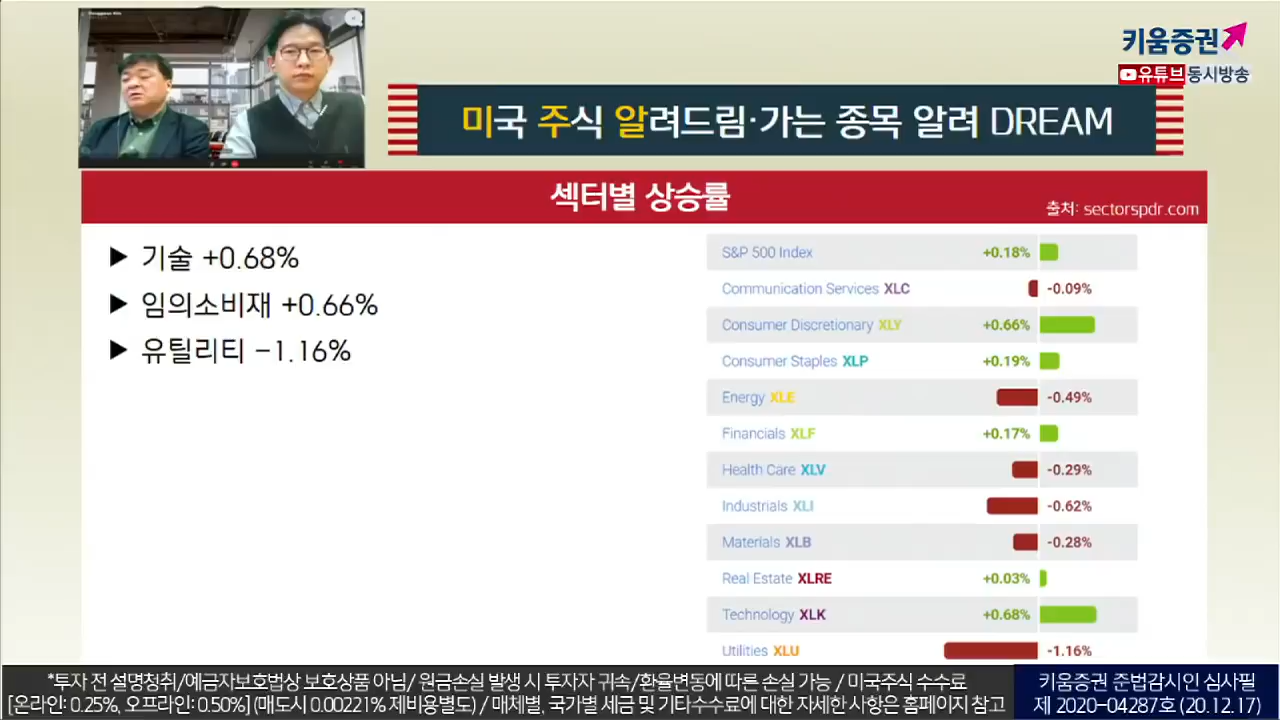 키움증권
유튜브 동시방송
미국 주식 알려드림·가는 종목 알려 DREAM
섹터별 상승률
출처: sectorspdr.com
▶ 기술 +0.68%
▶ 임의소비재 +0.66%
▶ 유틸리티 -1.16%
S&P 500 Index +0.18%
Communication Services XLC -0.09%
Consumer Discretionary XLY +0.66%
Consumer Staples XLP +0.19%
Energy XLE -0.49%
Financials XLF +0.17%
Health Care XLV -0.29%
Industrials XLI -0.62%
Materials XLB -0.28%
Real Estate XLRE +0.03%
Technology XLK +0.68%
Utilities XLU -1.16%
*투자 전 설명청취/예금자보호법상 보호상품 아님/ 원금손실 발생 시 투자자 귀속/환율변동에 따른 손실 가능 / 미국주식 수수료
[온라인: 0.25%, 오프라인: 0.50%] (매도시 0.00221% 제비용별도) / 매체별, 국가별 세금 및 기타수수료에 대한 자세한 사항은 홈페이지 참고
키움증권 준법감시인 심사필
제 2020-04287호 (20.12.17)